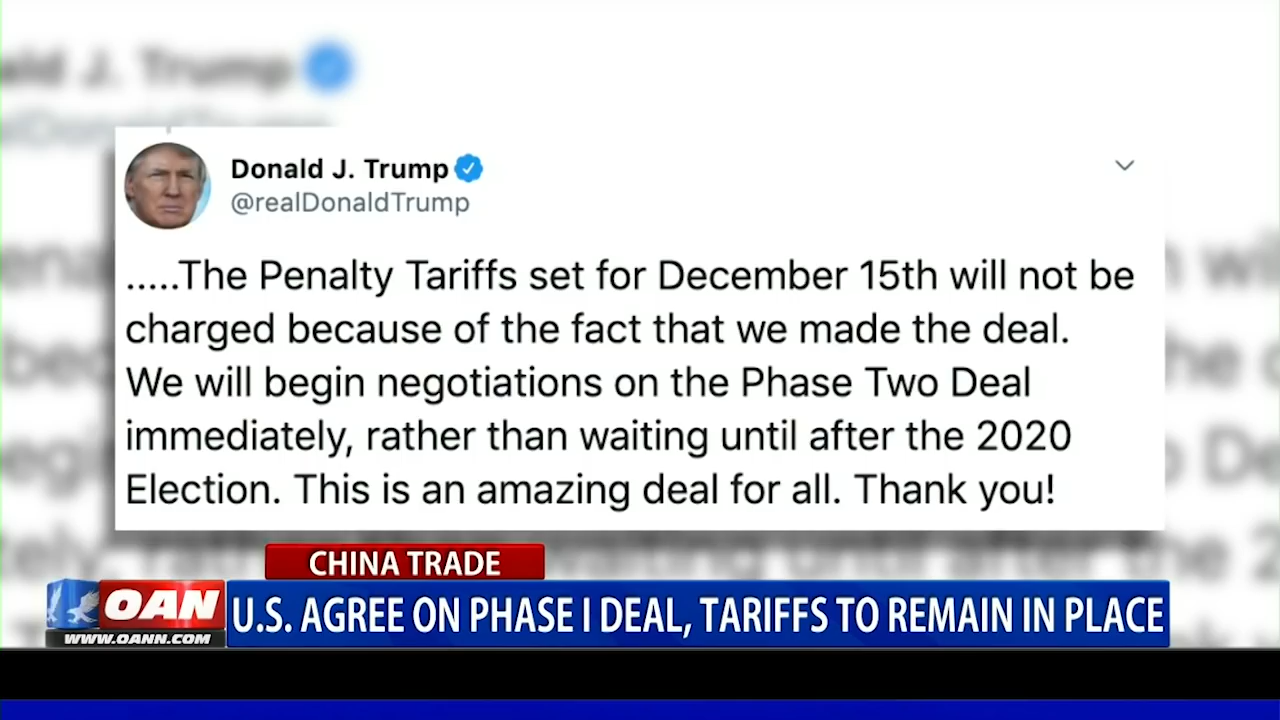 ald J. Trump
Donald J. Trump
@realDonaldTrump
.....The Penalty Tariffs set for December 15th will not be
charged because of the fact that we made the deal.
We will begin negotiations on the Phase Two Deal
immediately, rather than waiting until after the 2020
Election. This is an amazing deal for all. Thank you!
CHINA TRADE
OAN
WWW.OANN.COM
U.S. AGREE ON PHASE I DEAL, TARIFFS TO REMAIN IN PLACE